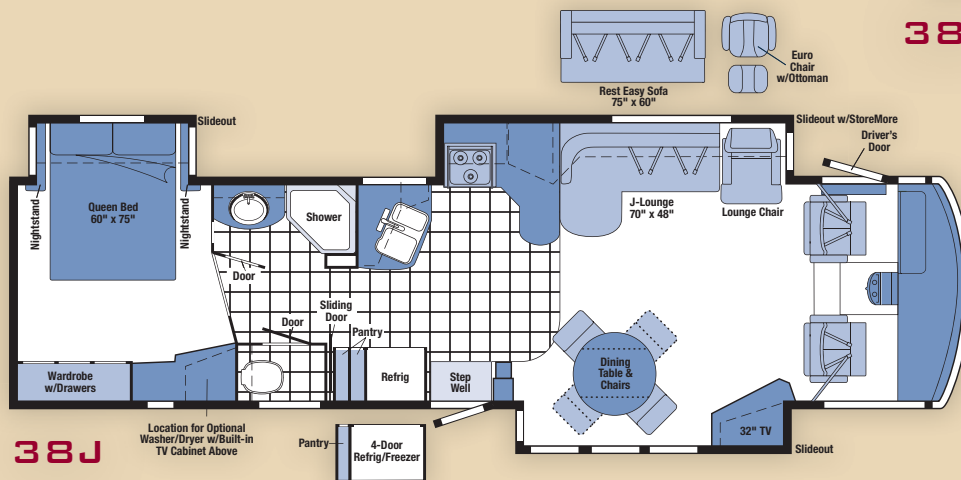 38
Euro
Chair
w/Ottoman
Rest Easy Sofa
75" x 60"
Slideout
Slideout w/StoreMore
Driver's
Door
Nightstand
Queen Bed
60" x 75"
Nightstand
Shower
J-Lounge
70" x 48"
Lounge Chair
Door
Sliding
Door
Door
Pantry
Wardrobe
w/Drawers
Refrig
Step
Well
Dining
Table &
Chairs
32" TV
Location for Optional
Washer/Dryer w/Built-in
TV Cabinet Above
Pantry
4-Door
Refrig/Freezer
Slideout
38J